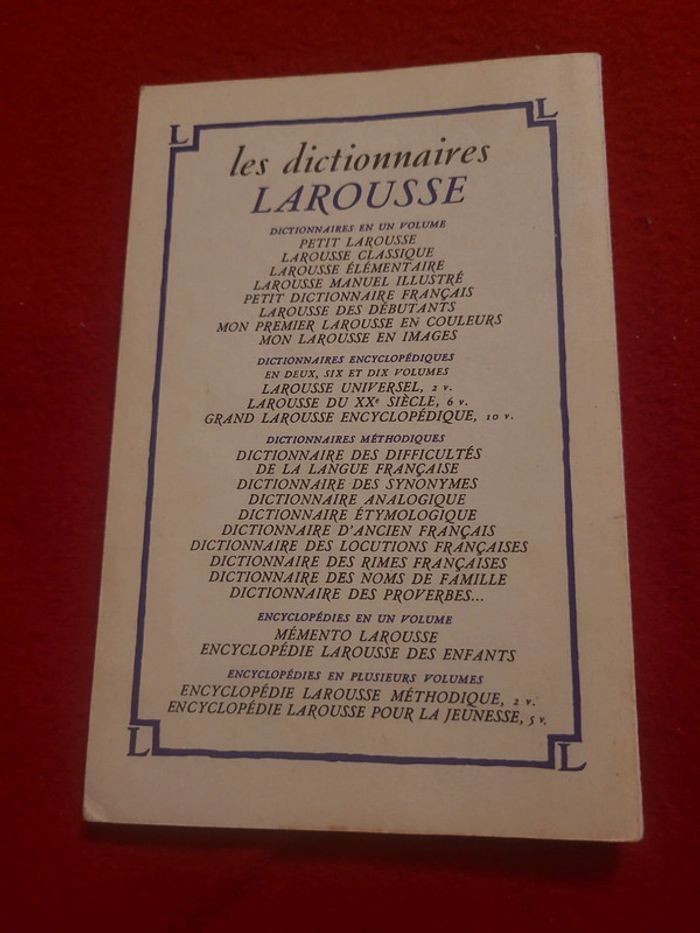 L L
les dictionnaires
LAROUSSE
DICTIONNAIRES EN UN VOLUME
PETIT LAROUSSE
LAROUSSE CLASSIQUE
LAROUSSE ÉLÉMENTAIRE
LAROUSSE MANUEL ILLUSTRÉ
PETIT DICTIONNAIRE FRANÇAIS
LAROUSSE DES DÉBUTANTS
MON PREMIER LAROUSSE EN COULEURS
MON LAROUSSE EN IMAGES
DICTIONNAIRES ENCYCLOPÉDIQUES
EN DEUX, SIX ET DIX VOLUMES
LAROUSSE UNIVERSEL, 2 v.
LAROUSSE DU XXe SIÈCLE, 6 v.
GRAND LAROUSSE ENCYCLOPÉDIQUE, 10 v.
DICTIONNAIRES MÉTHODIQUES
DICTIONNAIRE DES DIFFICULTÉS
DE LA LANGUE FRANÇAISE
DICTIONNAIRE DES SYNONYMES
DICTIONNAIRE ANALOGIQUE
DICTIONNAIRE ÉTYMOLOGIQUE
DICTIONNAIRE D'ANCIEN FRANÇAIS
DICTIONNAIRE DES LOCUTIONS FRANÇAISES
DICTIONNAIRE DES RIMES FRANÇAISES
DICTIONNAIRE DES NOMS DE FAMILLE
DICTIONNAIRE DES PROVERBES...
ENCYCLOPÉDIES EN UN VOLUME
MÉMENTO LAROUSSE
ENCYCLOPÉDIE LAROUSSE DES ENFANTS
ENCYCLOPÉDIES EN PLUSIEURS VOLUMES
ENCYCLOPÉDIE LAROUSSE MÉTHODIQUE, 2 v.
ENCYCLOPÉDIE LAROUSSE POUR LA JEUNESSE, 5 v.
L L